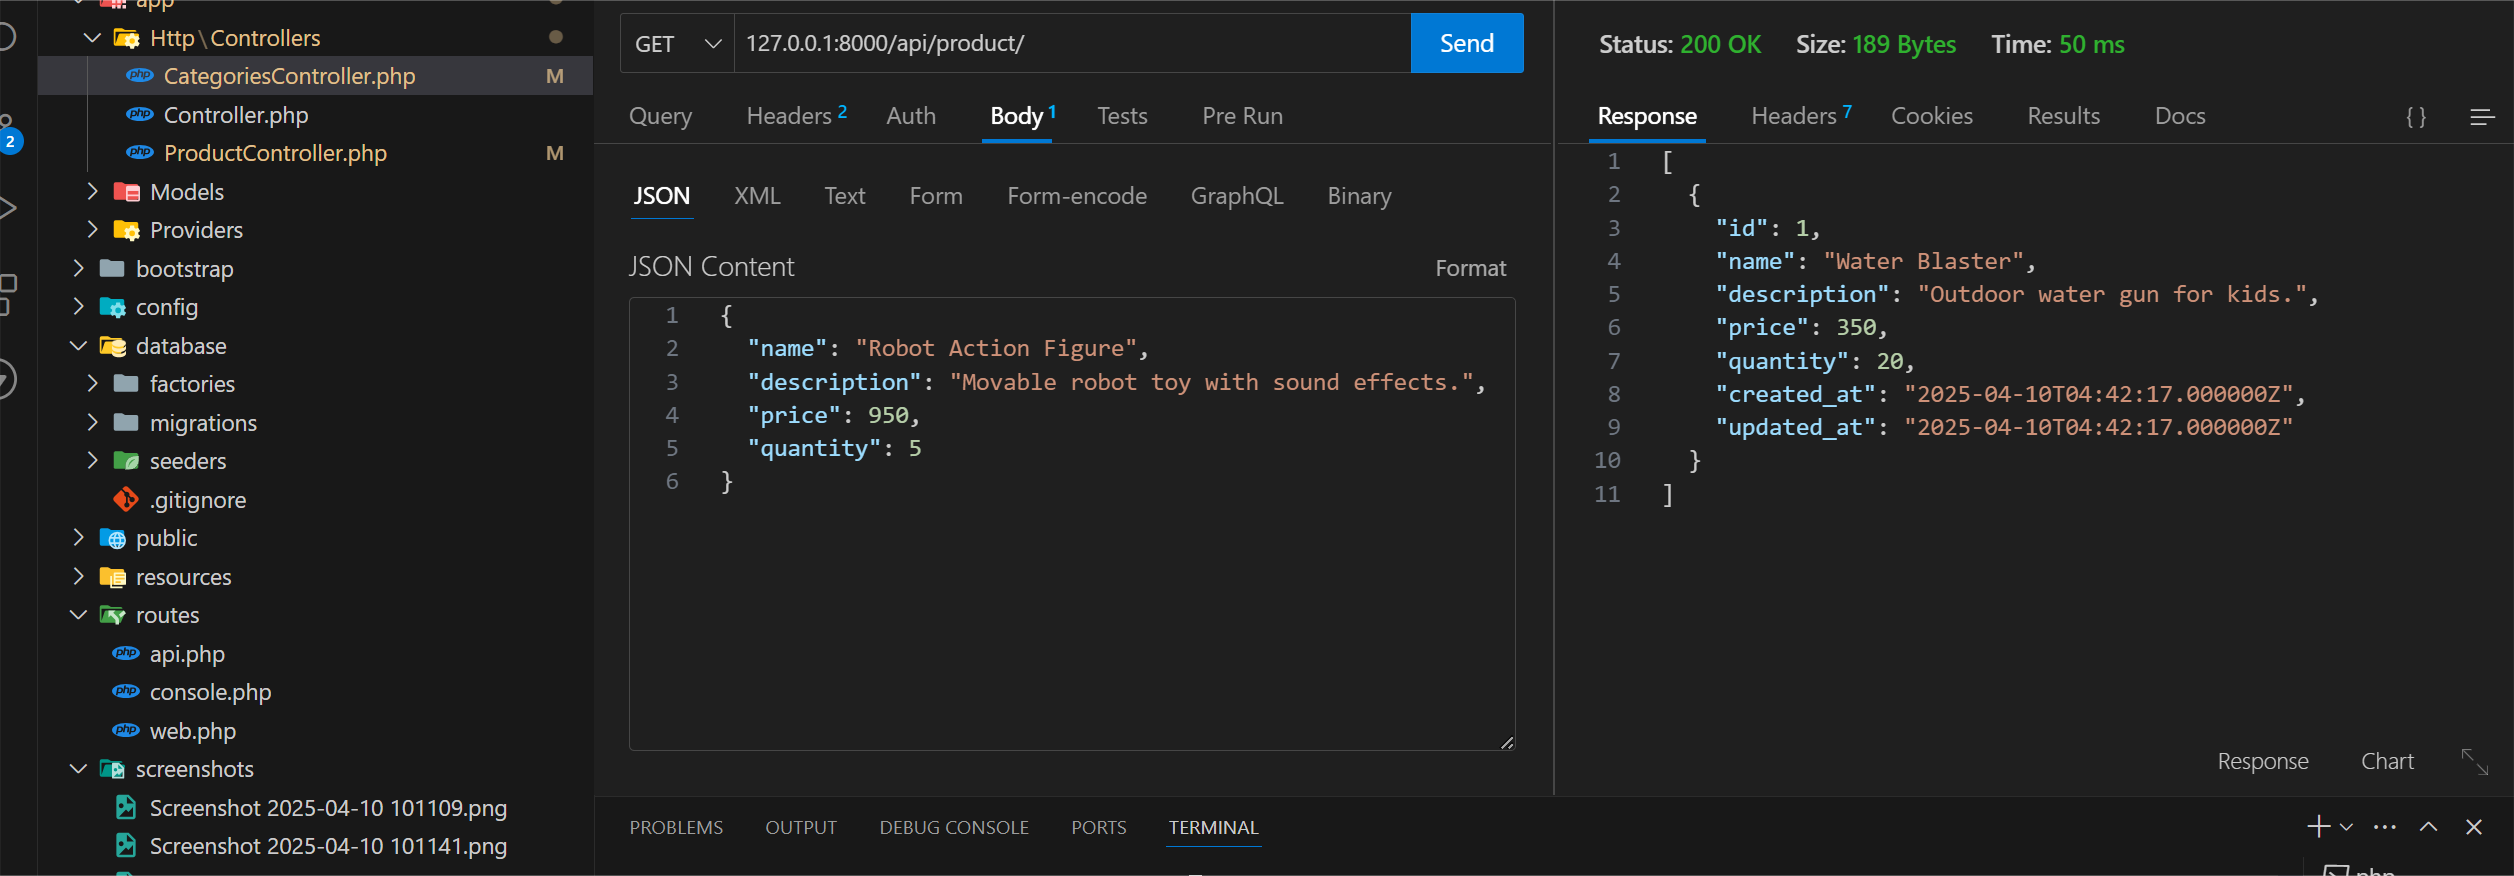 app
Http\Controllers
CategoriesController.php M
Controller.php
ProductController.php M
Models
Providers
bootstrap
config
database
factories
migrations
seeders
.gitignore
public
resources
routes
api.php
console.php
web.php
screenshots
Screenshot 2025-04-10 101109.png
Screenshot 2025-04-10 101141.png
2
GET 127.0.0.1:8000/api/product/ Send
Query Headers 2 Auth Body 1 Tests Pre Run
JSON XML Text Form Form-encode GraphQL Binary
JSON Content Format
1 {
2 "name": "Robot Action Figure",
3 "description": "Movable robot toy with sound effects.",
4 "price": 950,
5 "quantity": 5
6 }
Status: 200 OK Size: 189 Bytes Time: 50 ms
Response Headers 7 Cookies Results Docs { }
1 [
2 {
3 "id": 1,
4 "name": "Water Blaster",
5 "description": "Outdoor water gun for kids.",
6 "price": 350,
7 "quantity": 20,
8 "created_at": "2025-04-10T04:42:17.000000Z",
9 "updated_at": "2025-04-10T04:42:17.000000Z"
10 }
11 ]
Response Chart
PROBLEMS OUTPUT DEBUG CONSOLE PORTS TERMINAL
php